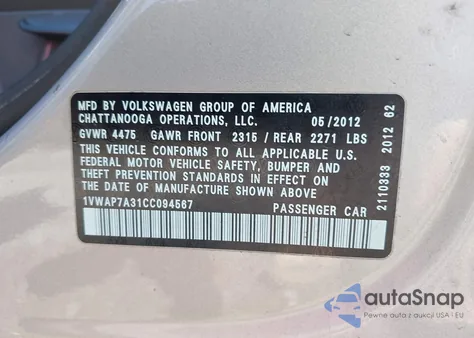 MFD BY VOLKSWAGEN GROUP OF AMERICA
CHATTANOOGA OPERATIONS, LLC. 05/2012
GVWR 4475 GAWR FRONT 2315 / REAR 2271 LBS
THIS VEHICLE CONFORMS TO ALL APPLICABLE U.S.
FEDERAL MOTOR VEHICLE SAFETY, BUMPER AND
THEFT PREVENTION STANDARDS IN EFFECT ON
THE DATE OF MANUFACTURE SHOWN ABOVE
1VWAP7A31CC094567 PASSENGER CAR
2110333 2012 62
autaSnap
Pewne auta z aukcji USA i EU